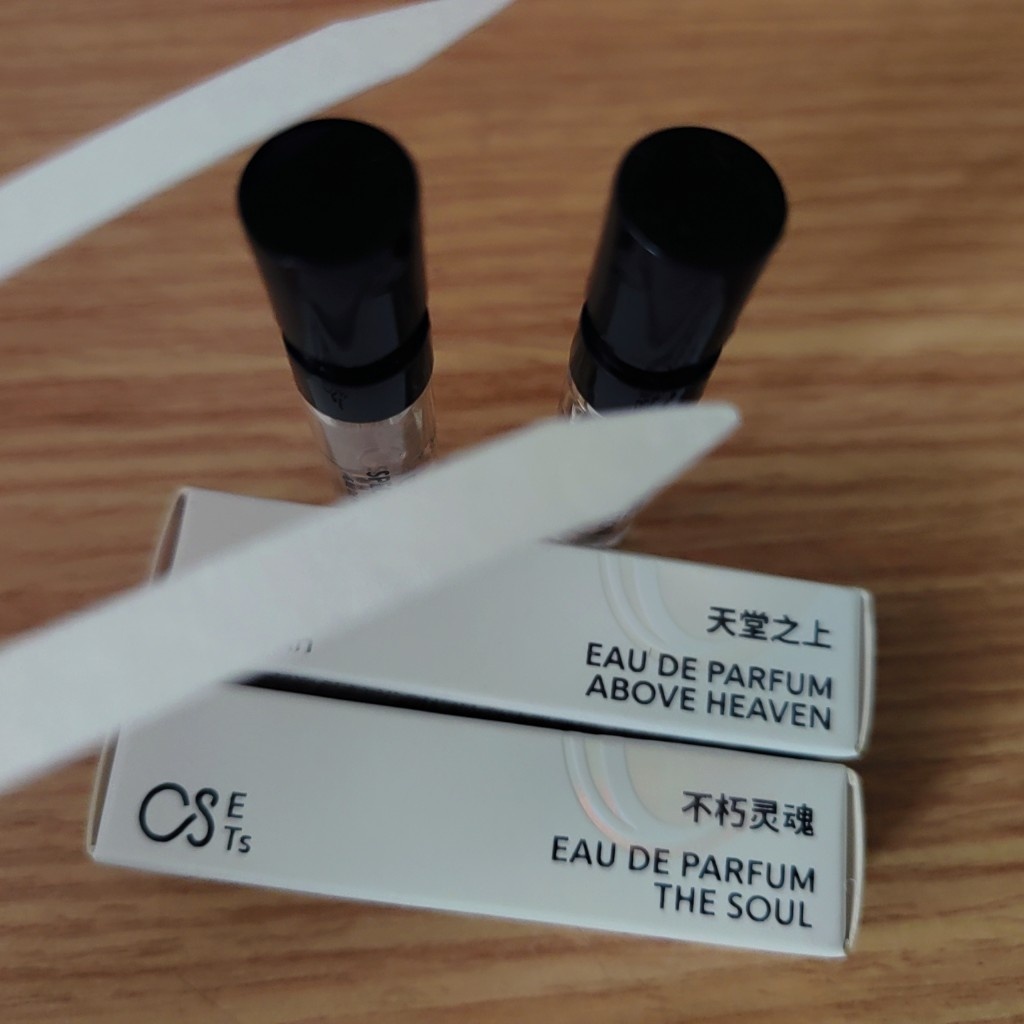 天堂之上
EAU DE PARFUM
ABOVE HEAVEN
CS E
Ts
不朽灵魂
EAU DE PARFUM
THE SOUL